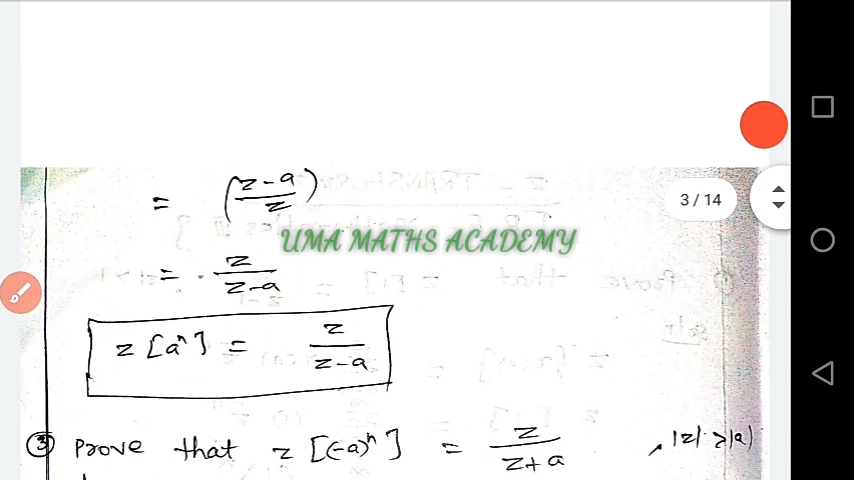 = (z-a/z)
3/14
UMA MATHS ACADEMY
= . z/z-a
z[aⁿ] = z/z-a
③ Prove that z[(-a)ⁿ] = z/z+a , |z|>|a|